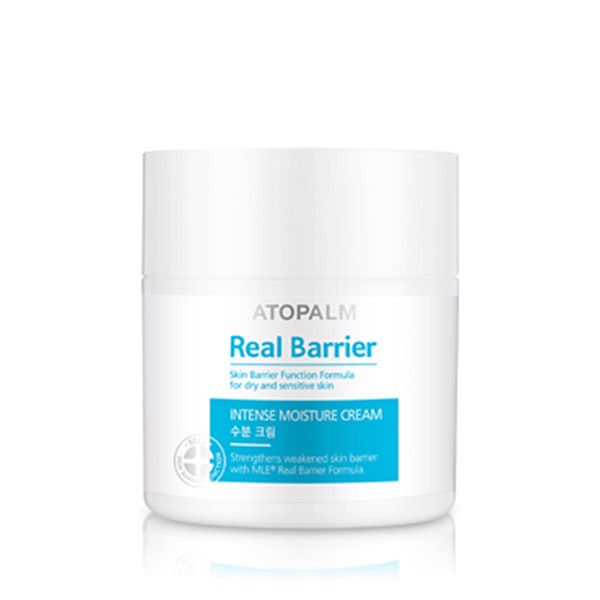 ATOPALM
Real Barrier
Skin Barrier Function Formula
for dry and sensitive skin
INTENSE MOISTURE CREAM
수분 크림
Strengthens weakened skin barrier
with MLE® Real Barrier Formula.